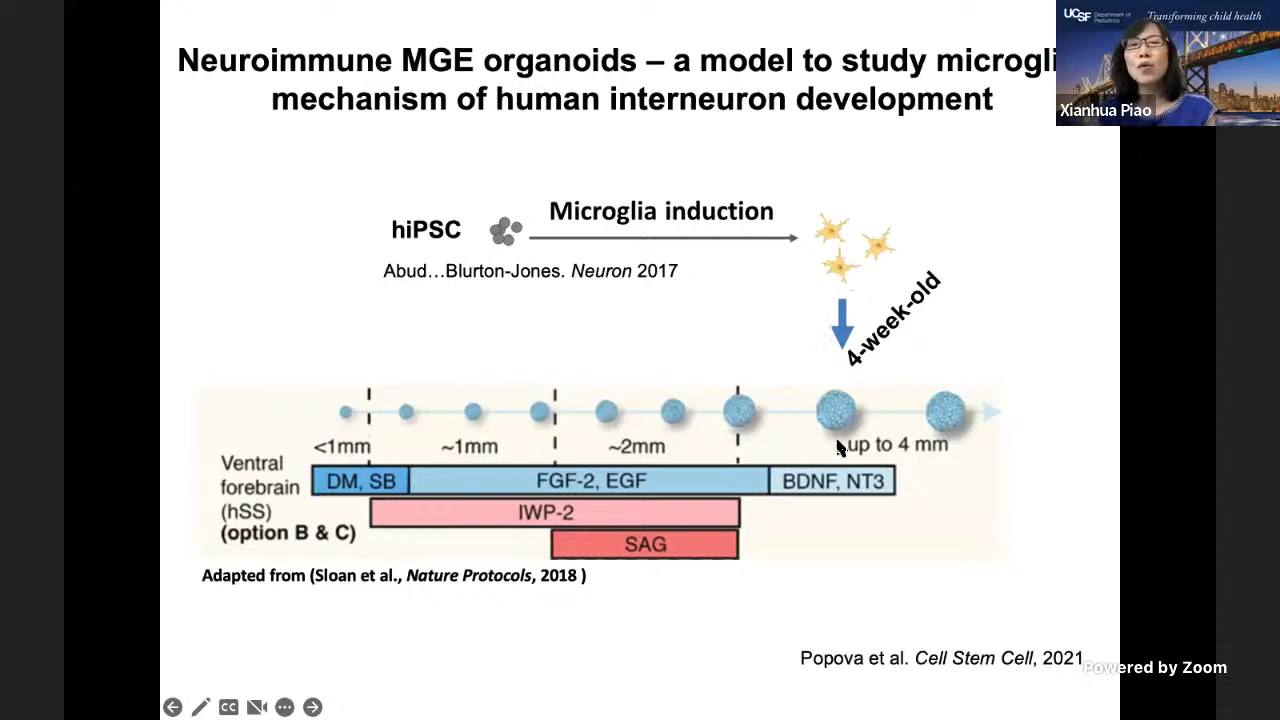 Neuroimmune MGE organoids – a model to study microgli
mechanism of human interneuron development
UCSF Department of Pediatrics
Transforming child health
Xianhua Piao
hiPSC
Microglia induction
Abud…Blurton-Jones. Neuron 2017
4-week-old
<1mm
~1mm
~2mm
up to 4 mm
Ventral
forebrain
(hSS)
(option B & C)
DM, SB
FGF-2, EGF
BDNF, NT3
IWP-2
SAG
Adapted from (Sloan et al., Nature Protocols, 2018 )
Popova et al. Cell Stem Cell, 2021
Powered by Zoom
CC